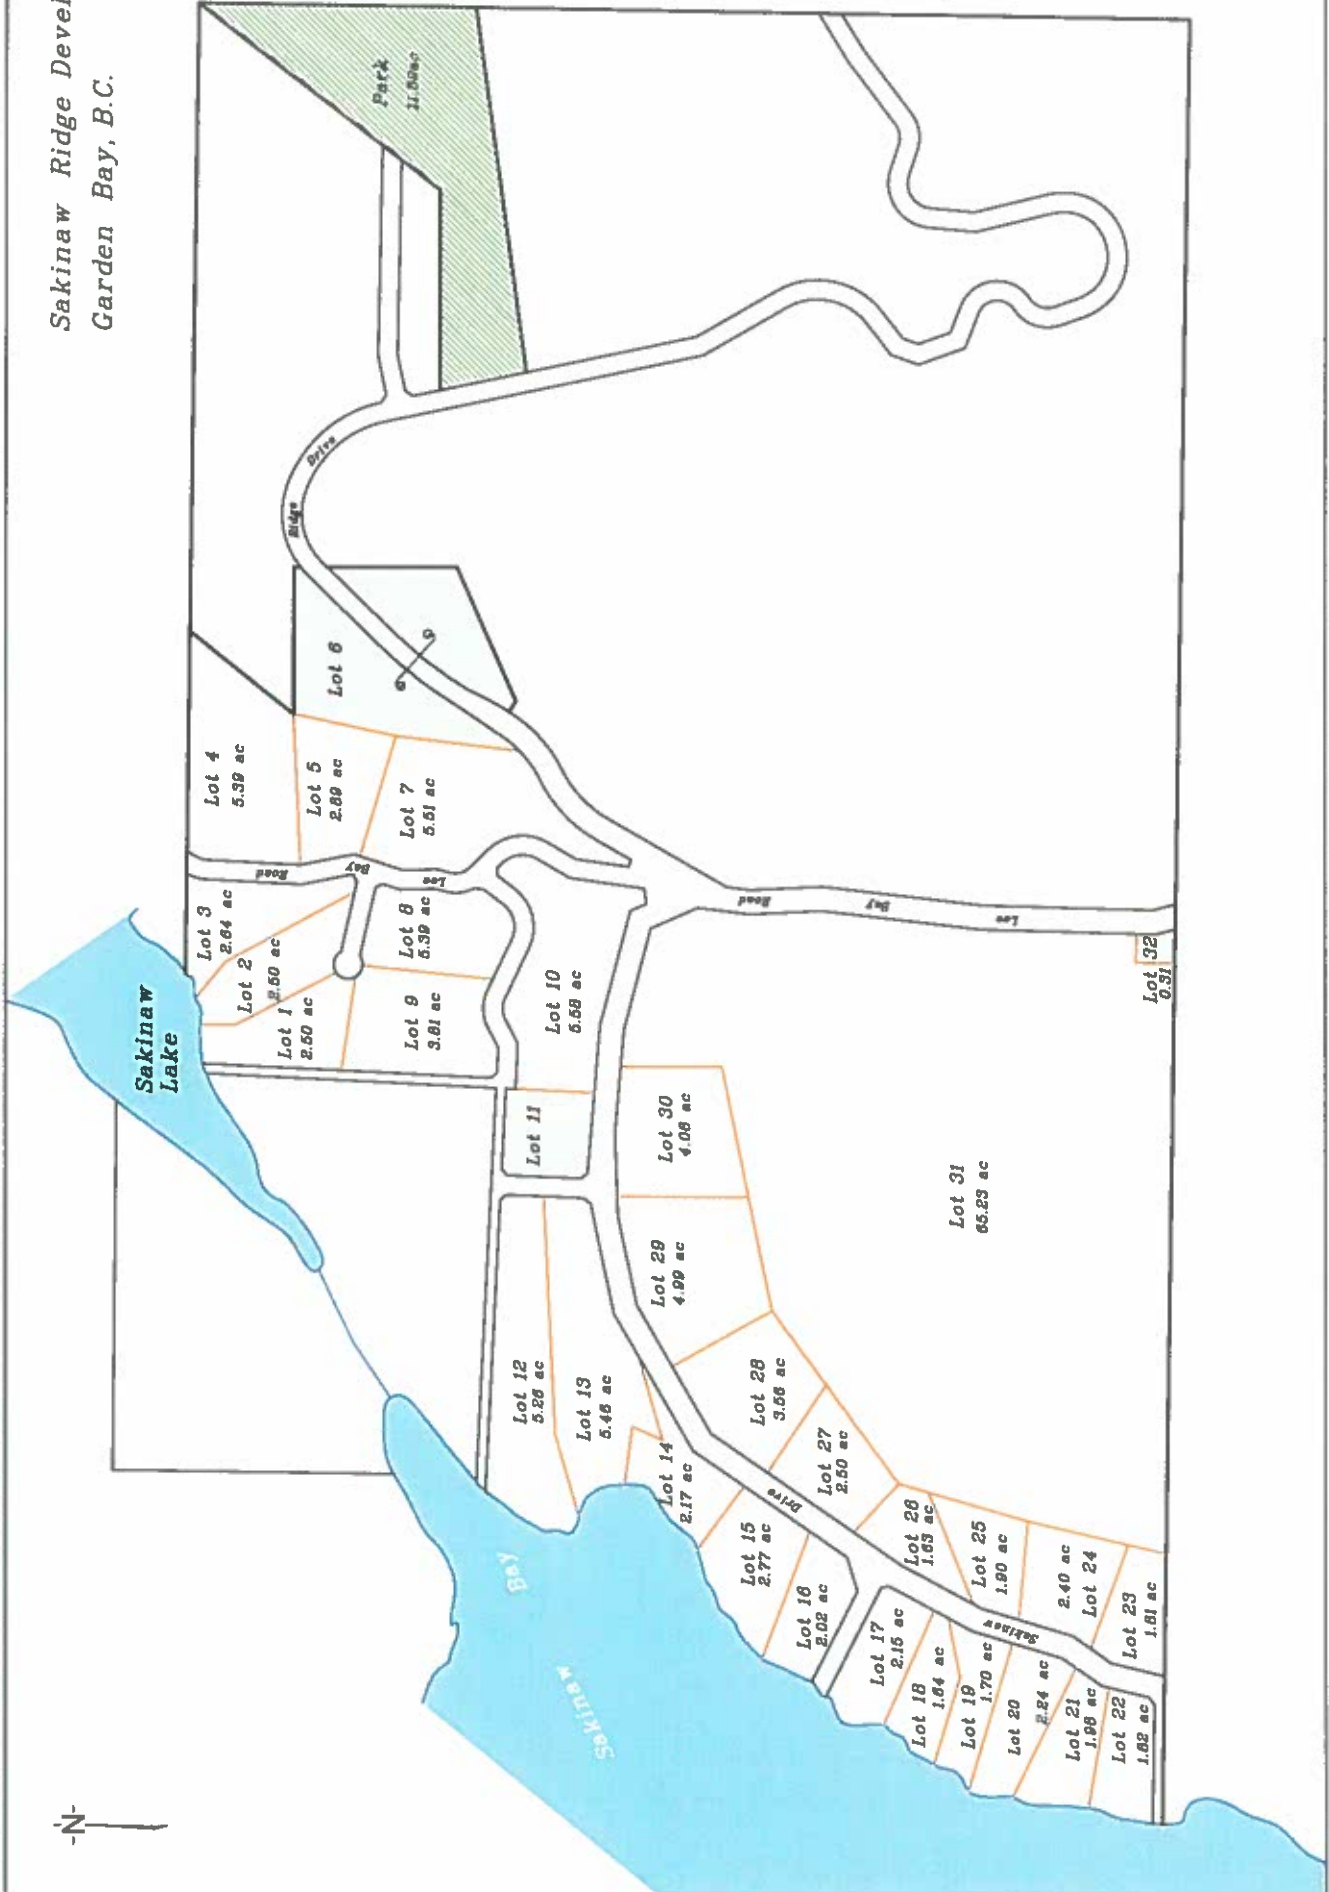 Sakinaw Ridge Devel
Garden Bay, B.C.
-N-
Sakinaw
Lake
Park
11.59ac
Ridge
Drive
Lot 6
Lot 4
5.39 ac
Lot 5
2.89 ac
Lot 7
5.51 ac
Lee
Bay
Road
Lot 3
2.64 ac
Lot 2
2.50 ac
Lot 1
2.50 ac
Lot 8
5.39 ac
Lot 9
3.81 ac
Lot 10
5.58 ac
Lot 11
Lot 12
5.26 ac
Lot 13
5.46 ac
Lot 14
2.17 ac
Lot 15
2.77 ac
Lot 16
2.02 ac
Lot 17
2.15 ac
Lot 18
1.64 ac
Lot 19
1.70 ac
Lot 20
2.24 ac
Lot 21
1.98 ac
Lot 22
1.62 ac
Lot 23
1.61 ac
2.40 ac
Lot 24
Lot 25
1.90 ac
Lot 26
1.63 ac
Lot 27
2.50 ac
Lot 28
3.56 ac
Lot 29
4.99 ac
Lot 30
4.06 ac
Lot 31
65.23 ac
Lot 32
0.31
Lee
Bay
Road
Sakinaw
Drive
Sakinaw
Bay